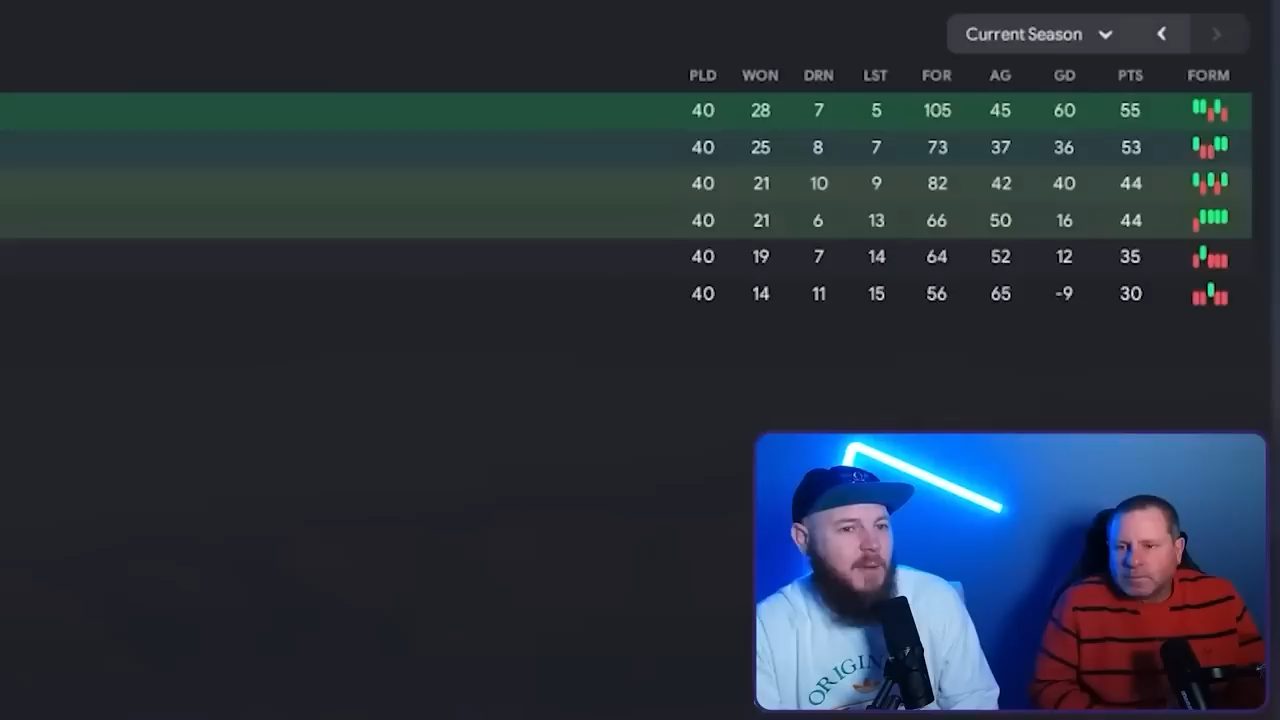 Current Season
PLD WON DRN LST FOR AG GD PTS FORM
40 28 7 5 105 45 60 55
40 25 8 7 73 37 36 53
40 21 10 9 82 42 40 44
40 21 6 13 66 50 16 44
40 19 7 14 64 52 12 35
40 14 11 15 56 65 -9 30